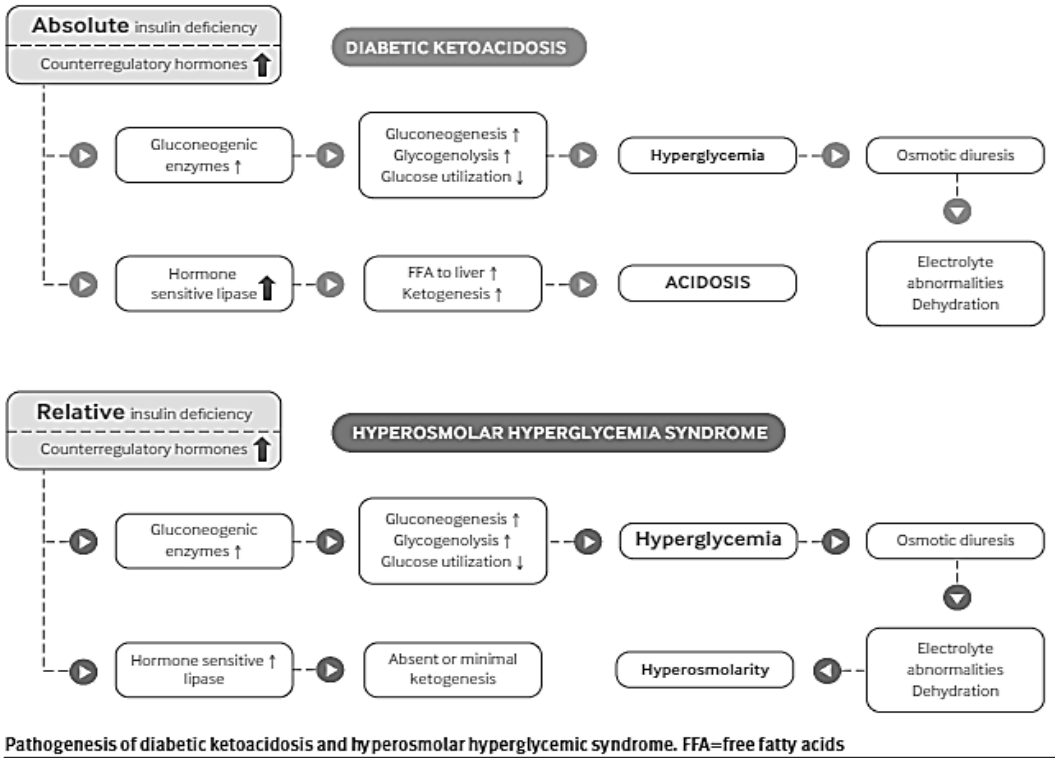 Absolute insulin deficiency
Counterregulatory hormones ↑
DIABETIC KETOACIDOSIS
Gluconeogenic
enzymes ↑
Gluconeogenesis ↑
Glycogenolysis ↑
Glucose utilization ↓
Hyperglycemia
Osmotic diuresis
Hormone
sensitive lipase ↑
FFA to liver ↑
Ketogenesis ↑
ACIDOSIS
Electrolyte
abnormalities
Dehydration
Relative insulin deficiency
Counterregulatory hormones ↑
HYPEROSMOLAR HYPERGLYCEMIA SYNDROME
Gluconeogenic
enzymes ↑
Gluconeogenesis ↑
Glycogenolysis ↑
Glucose utilization ↓
Hyperglycemia
Osmotic diuresis
Hormone sensitive ↑
lipase
Absent or minimal
ketogenesis
Hyperosmolarity
Electrolyte
abnormalities
Dehydration
Pathogenesis of diabetic ketoacidosis and hyperosmolar hyperglycemic syndrome. FFA=free fatty acids